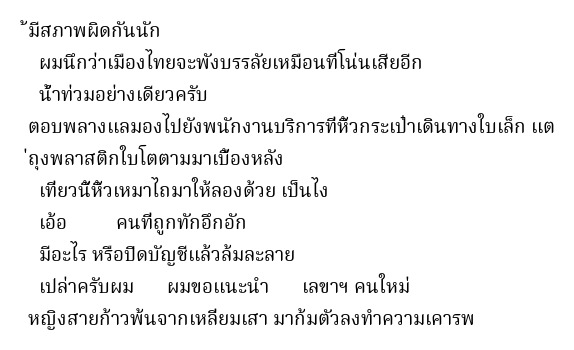 ้มีสภาพผิดกันนัก
ผมนึกว่าเมืองไทยจะพังบรรลัยเหมือนที่โน่นเสียอีก
น้ำท่วมอย่างเดียวครับ
ตอบพลางแลมองไปยังพนักงานบริการที่หิ้วกระเป๋าเดินทางใบเล็ก แต
่ถุงพลาสติกใบโตตามมาเบื้องหลัง
เที่ยวนี้หิ้วเหมาไถมาให้ลองด้วย เป็นไง
เอ้อ คนที่ถูกทักอึกอัก
มีอะไร หรือปิดบัญชีแล้วล้มละลาย
เปล่าครับผม ผมขอแนะนำ เลขาฯ คนใหม่
หญิงสายก้าวพ้นจากเหลี่ยมเสา มาก้มตัวลงทำความเคารพ